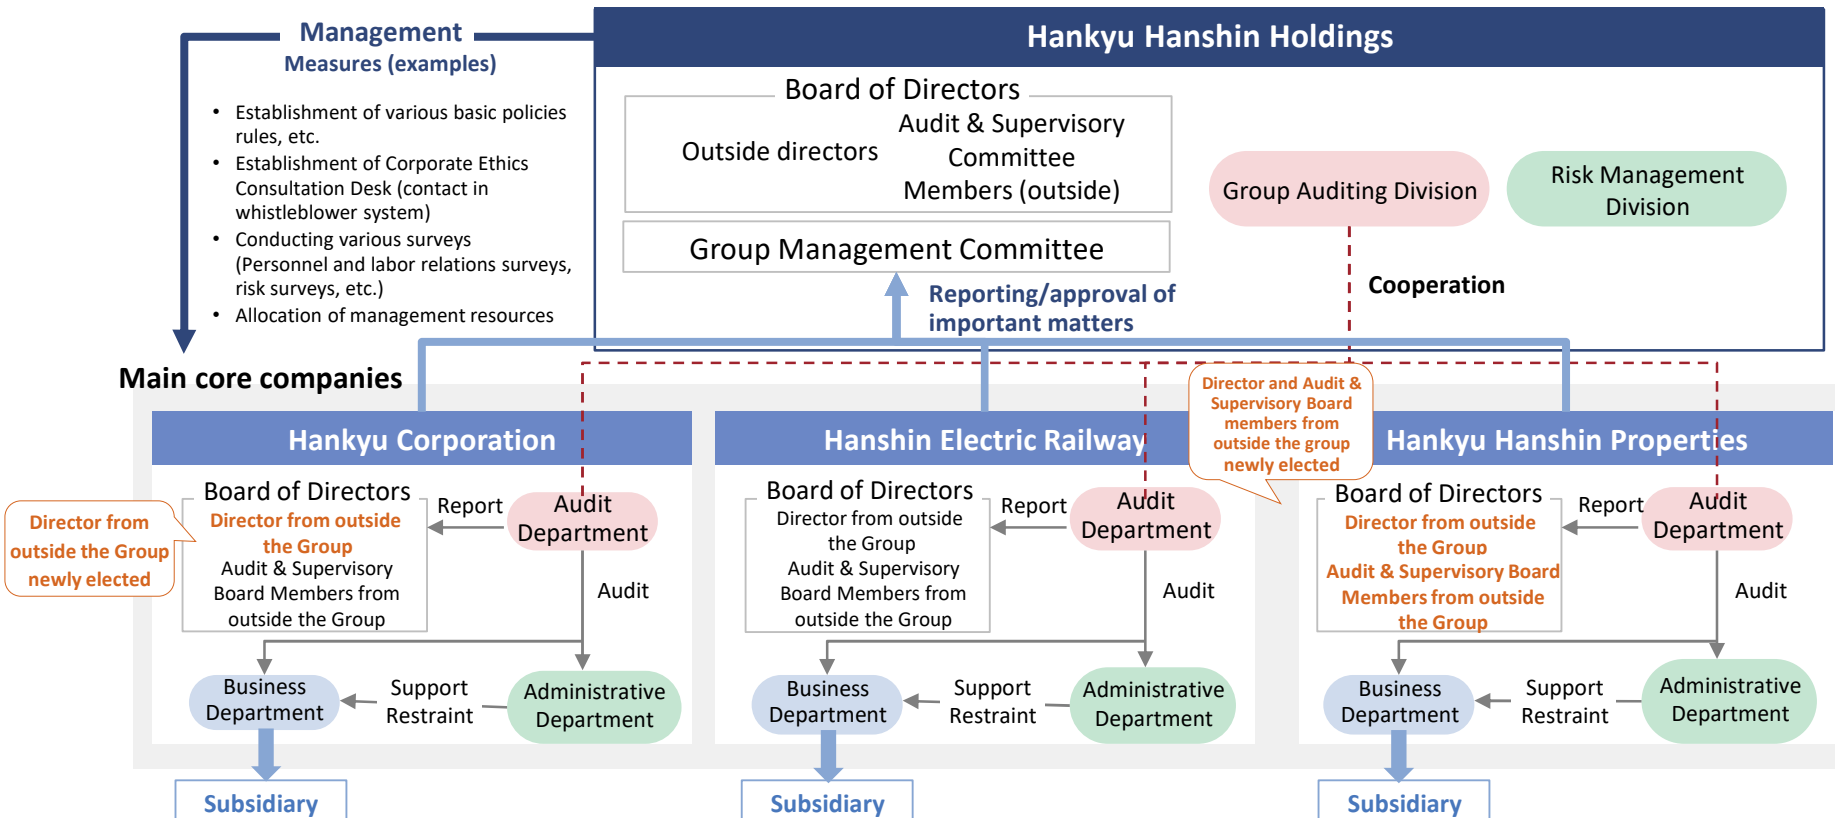 Management
Measures (examples)
• Establishment of various basic policies
rules, etc.
• Establishment of Corporate Ethics
Consultation Desk (contact in
whistleblower system)
• Conducting various surveys
(Personnel and labor relations surveys,
risk surveys, etc.)
• Allocation of management resources
Hankyu Hanshin Holdings
Board of Directors
Outside directors
Audit & Supervisory
Committee
Members (outside)
Group Auditing Division
Risk Management
Division
Group Management Committee
Reporting/approval of
important matters
Cooperation
Main core companies
Hankyu Corporation
Board of Directors
Director from outside
the Group
Audit & Supervisory
Board Members from
outside the Group
Director from
outside the Group
newly elected
Report
Audit
Department
Audit
Business
Department
Support
Restraint
Administrative
Department
Subsidiary
Hanshin Electric Railway
Board of Directors
Director from outside
the Group
Audit & Supervisory
Board Members from
outside the Group
Report
Audit
Department
Audit
Business
Department
Support
Restraint
Administrative
Department
Subsidiary
Director and Audit &
Supervisory Board
members from
outside the group
newly elected
Hankyu Hanshin Properties
Board of Directors
Director from outside
the Group
Audit & Supervisory Board
Members from outside
the Group
Report
Audit
Department
Audit
Business
Department
Support
Restraint
Administrative
Department
Subsidiary